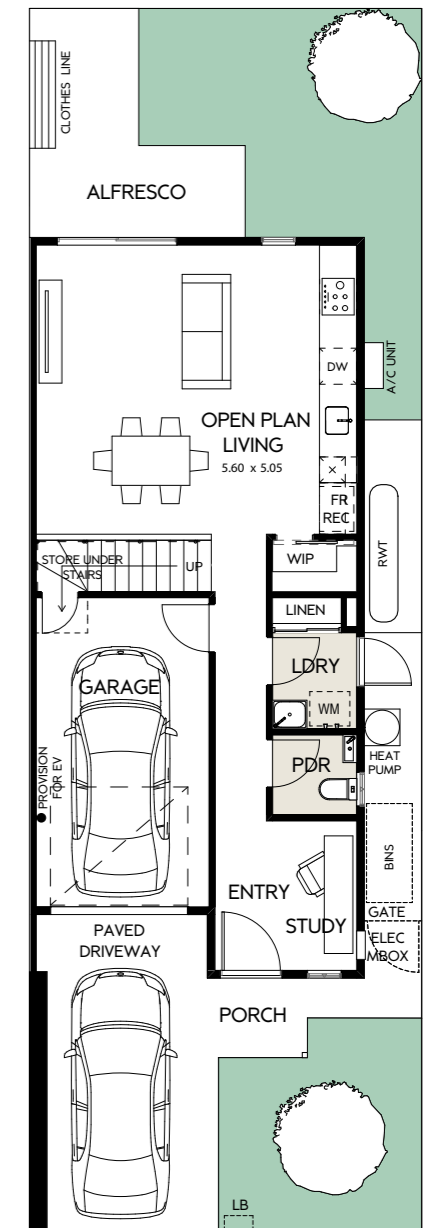 CLOTHES LINE
ALFRESCO
A/C UNIT
DW
OPEN PLAN
LIVING
5.60 x 5.05
FR
REC
RWT
STORE UNDER
STAIRS
UP
WIP
LINEN
LDRY
WM
GARAGE
PROVISION
FOR EV
PDR
HEAT
PUMP
BINS
ENTRY
STUDY
GATE
ELEC
MBOX
PAVED
DRIVEWAY
PORCH
LB